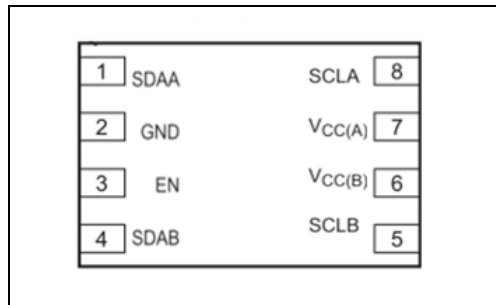 1 SDAA SCLA 8
2 GND VCC(A) 7
3 EN VCC(B) 6
4 SDAB SCLB 5